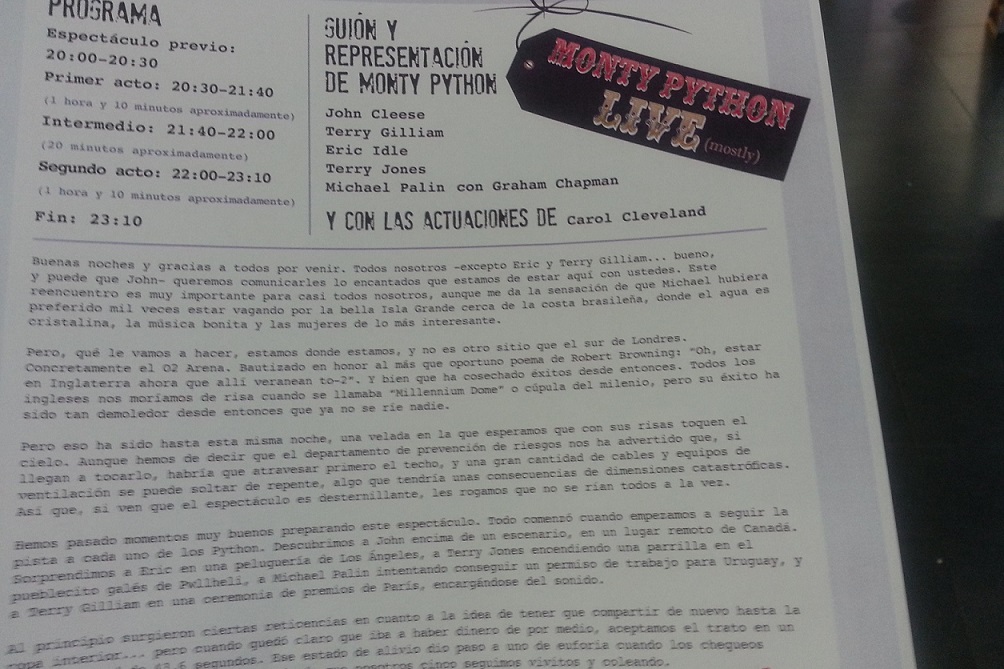 PROGRAMA
Espectáculo previo:
20:00-20:30
Primer acto: 20:30-21:40
(1 hora y 10 minutos aproximadamente)
Intermedio: 21:40-22:00
(20 minutos aproximadamente)
Segundo acto: 22:00-23:10
(1 hora y 10 minutos aproximadamente)
Fin: 23:10
GUIÓN Y
REPRESENTACIÓN
DE MONTY PYTHON
John Cleese
Terry Gilliam
Eric Idle
Terry Jones
Michael Palin con Graham Chapman
Y CON LAS ACTUACIONES DE Carol Cleveland
MONTY PYTHON
LIVE (mostly)
Buenas noches y gracias a todos por venir. Todos nosotros -excepto Eric y Terry Gilliam... bueno,
y puede que John- queremos comunicarles lo encantados que estamos de estar aquí con ustedes. Este
reencuentro es muy importante para casi todos nosotros, aunque me da la sensación de que Michael hubiera
preferido mil veces estar vagando por la bella Isla Grande cerca de la costa brasileña, donde el agua es
cristalina, la música bonita y las mujeres de lo más interesante.
Pero, qué le vamos a hacer, estamos donde estamos, y no es otro sitio que el sur de Londres.
Concretamente el O2 Arena. Bautizado en honor al más que oportuno poema de Robert Browning: "Oh, estar
en Inglaterra ahora que allí veranean to-2". Y bien que ha cosechado éxitos desde entonces. Todos los
ingleses nos moríamos de risa cuando se llamaba "Millennium Dome" o cúpula del milenio, pero su éxito ha
sido tan demoledor desde entonces que ya no se ríe nadie.
Pero eso ha sido hasta esta misma noche, una velada en la que esperamos que con sus risas toquen el
cielo. Aunque hemos de decir que el departamento de prevención de riesgos nos ha advertido que, si
llegan a tocarlo, habría que atravesar primero el techo, y una gran cantidad de cables y equipos de
ventilación se puede soltar de repente, algo que tendría unas consecuencias de dimensiones catastróficas.
Así que, si ven que el espectáculo es desternillante, les rogamos que no se rían todos a la vez.
Hemos pasado momentos muy buenos preparando este espectáculo. Todo comenzó cuando empezamos a seguir la
pista a cada uno de los Python. Descubrimos a John encima de un escenario, en un lugar remoto de Canadá.
Sorprendimos a Eric en una peluquería de Los Ángeles, a Terry Jones encendiendo una parrilla en el
pueblecito galés de Pwllheli, a Michael Palin intentando conseguir un permiso de trabajo para Uruguay, y
a Terry Gilliam en una ceremonia de premios de París, encargándose del sonido.
Al principio surgieron ciertas reticencias en cuanto a la idea de tener que compartir de nuevo hasta la
ropa interior... pero cuando quedó claro que iba a haber dinero de por medio, aceptamos el trato en un
de 43,6 segundos. Ese estado de alivio dio paso a uno de euforia cuando los chequeos
nosotros cinco seguimos vivitos y coleando.